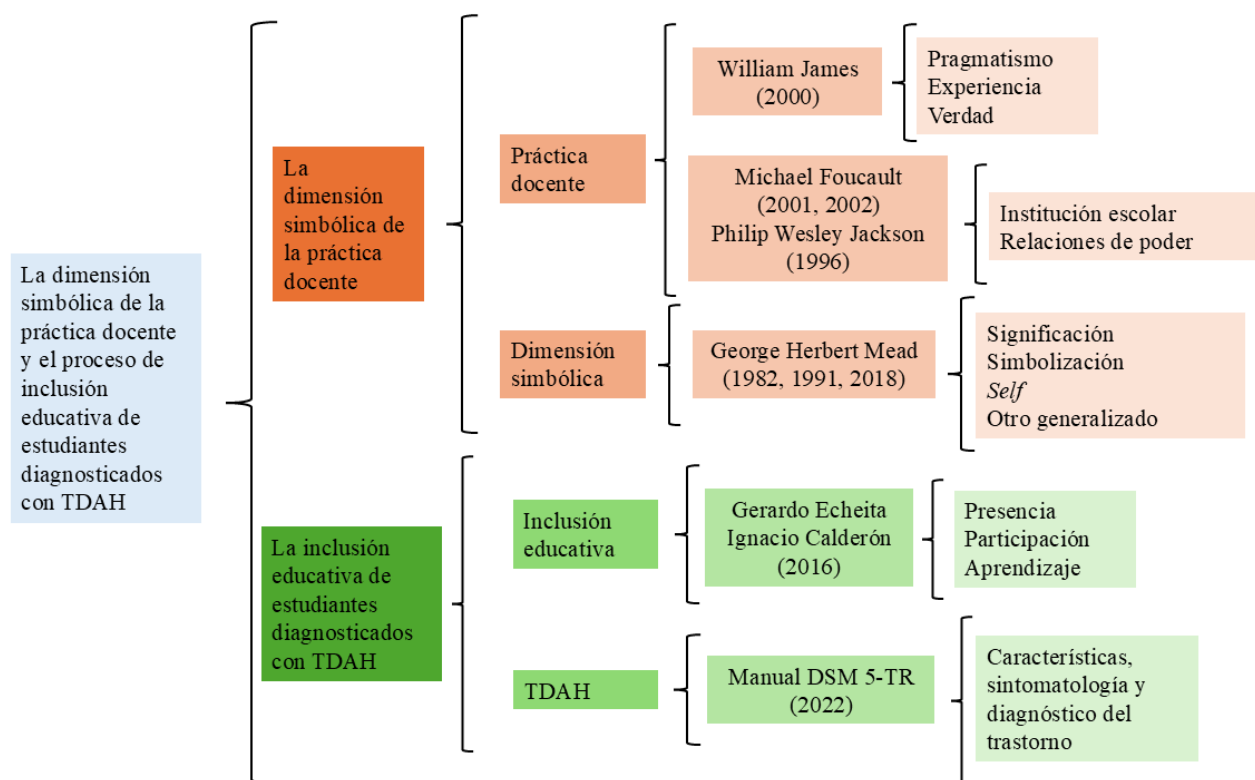 La dimensión
simbólica de la
práctica docente
y el proceso de
inclusión
educativa de
estudiantes
diagnosticados
con TDAH
La
dimensión
simbólica de
la práctica
docente
Práctica
docente
William James
(2000)
Pragmatismo
Experiencia
Verdad
Michael Foucault
(2001, 2002)
Philip Wesley Jackson
(1996)
Institución escolar
Relaciones de poder
Dimensión
simbólica
George Herbert Mead
(1982, 1991, 2018)
Significación
Simbolización
Self
Otro generalizado
La inclusión
educativa de
estudiantes
diagnosticados
con TDAH
Inclusión
educativa
Gerardo Echeita
Ignacio Calderón
(2016)
Presencia
Participación
Aprendizaje
TDAH
Manual DSM 5-TR
(2022)
Características,
sintomatología y
diagnóstico del
trastorno